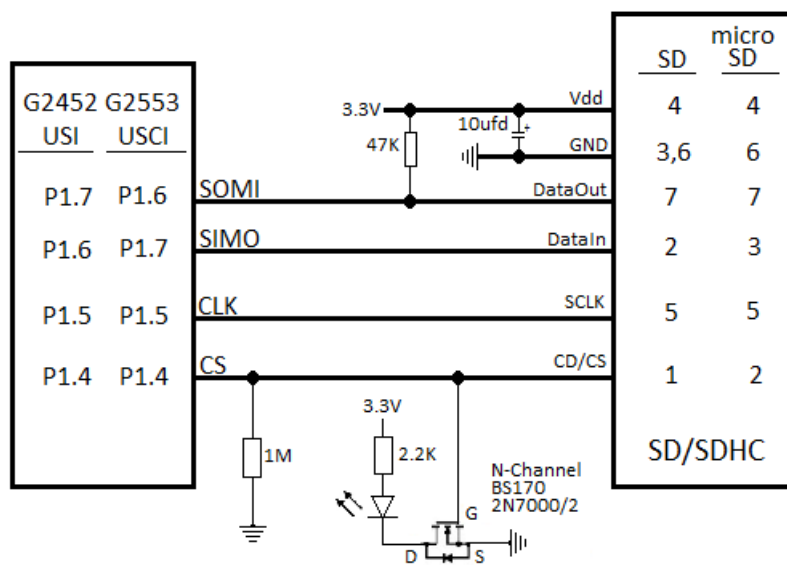 micro
SD SD
G2452 G2553
USI USCI
3.3V
Vdd
4 4
10ufd
+
47K
GND
3,6 6
P1.7 P1.6
SOMI
DataOut
7 7
P1.6 P1.7
SIMO
DataIn
2 3
P1.5 P1.5
CLK
SCLK
5 5
P1.4 P1.4
CS
CD/CS
1 2
3.3V
1M
2.2K
SD/SDHC
N-Channel
BS170
2N7000/2
G
D S